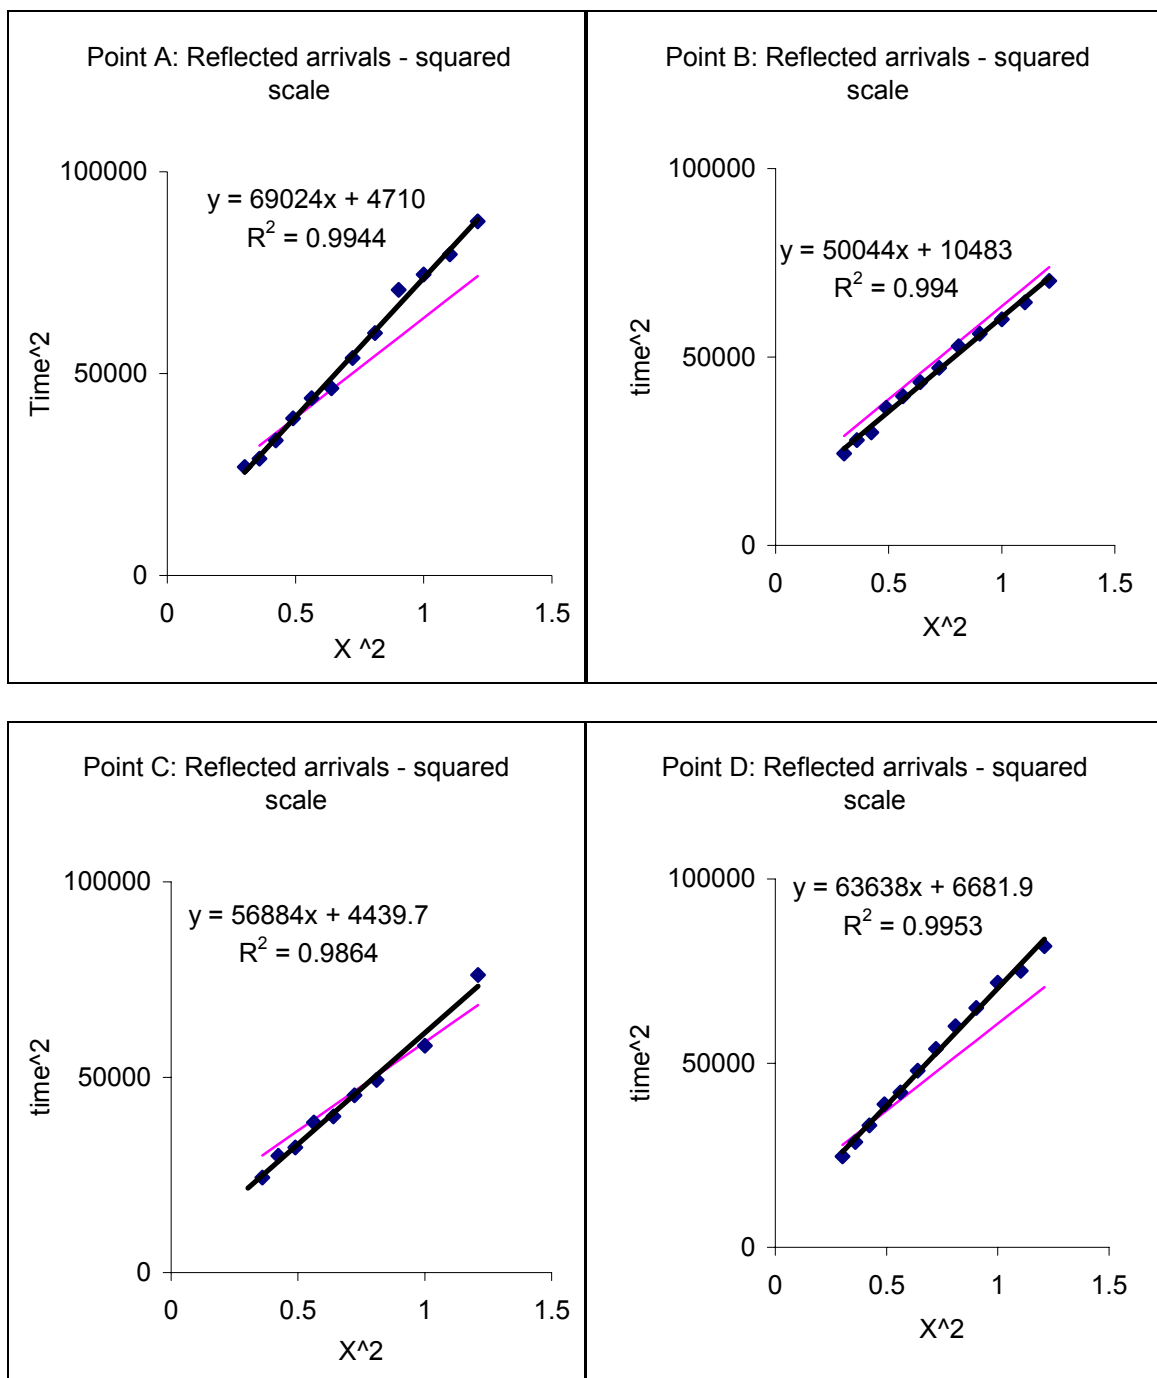 Point A: Reflected arrivals - squared
scale
100000
y = 69024x + 4710
R² = 0.9944
Time^2
50000
0
0 0.5 1 1.5
X ^2
Point B: Reflected arrivals - squared
scale
100000
y = 50044x + 10483
R² = 0.994
time^2
50000
0
0 0.5 1 1.5
X^2
Point C: Reflected arrivals - squared
scale
100000
y = 56884x + 4439.7
R² = 0.9864
time^2
50000
0
0 0.5 1 1.5
X^2
Point D: Reflected arrivals - squared
scale
100000
y = 63638x + 6681.9
R² = 0.9953
time^2
50000
0
0 0.5 1 1.5
X^2